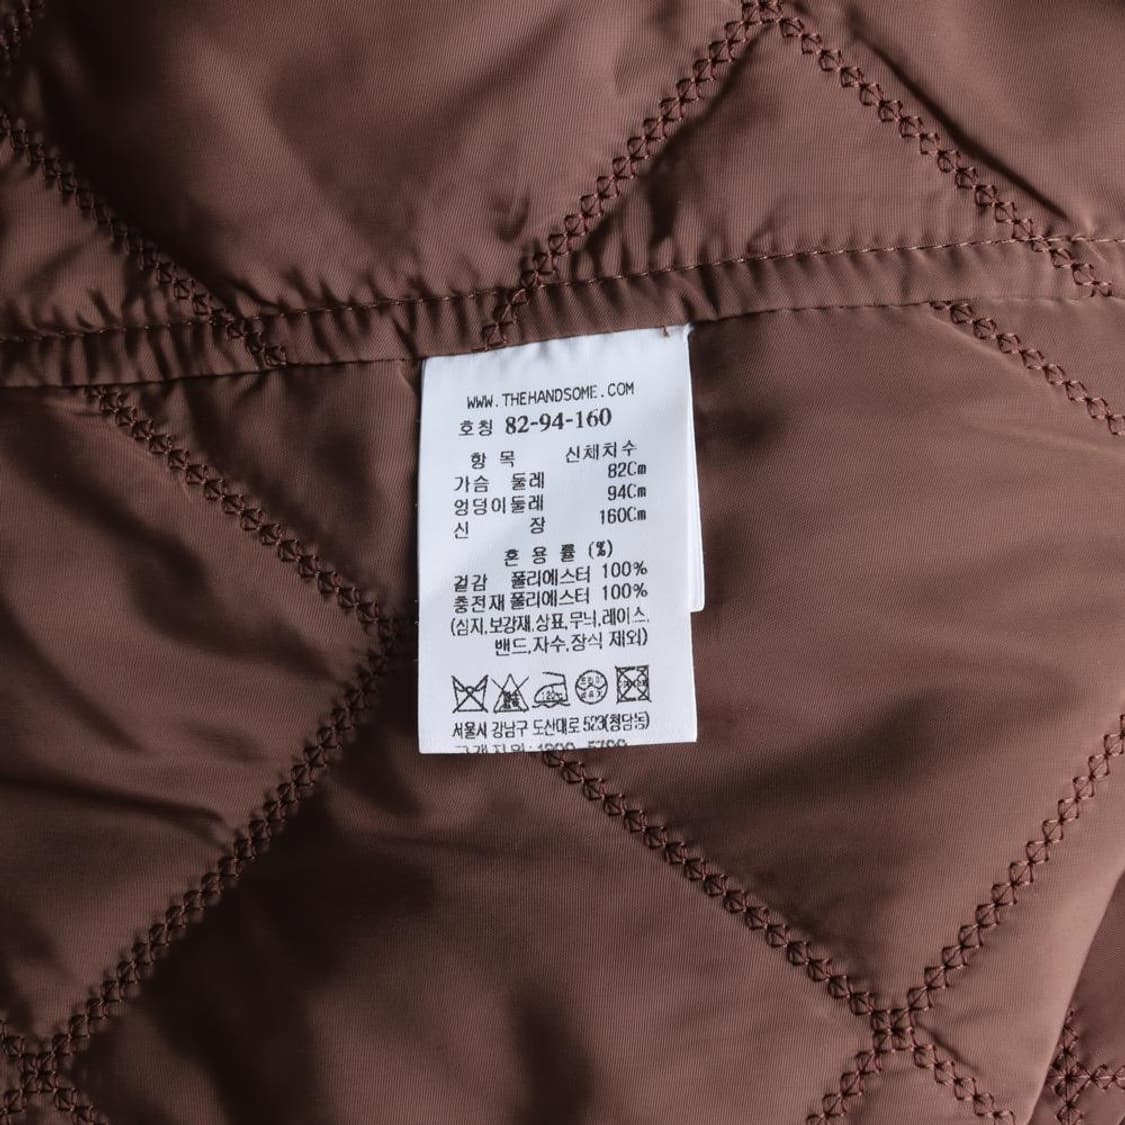 WWW.THEHANDSOME.COM
호칭 82-94-160
항 목 신체치수
가슴 둘레 82Cm
엉덩이둘레 94Cm
신 장 160Cm
혼 용 률 (%)
겉감 폴리에스터 100%
충전재 폴리에스터 100%
(심지,보강재,상표,무늬,레이스,
밴드,자수,장식 제외)
서울시 강남구 도산대로 523(청담동)